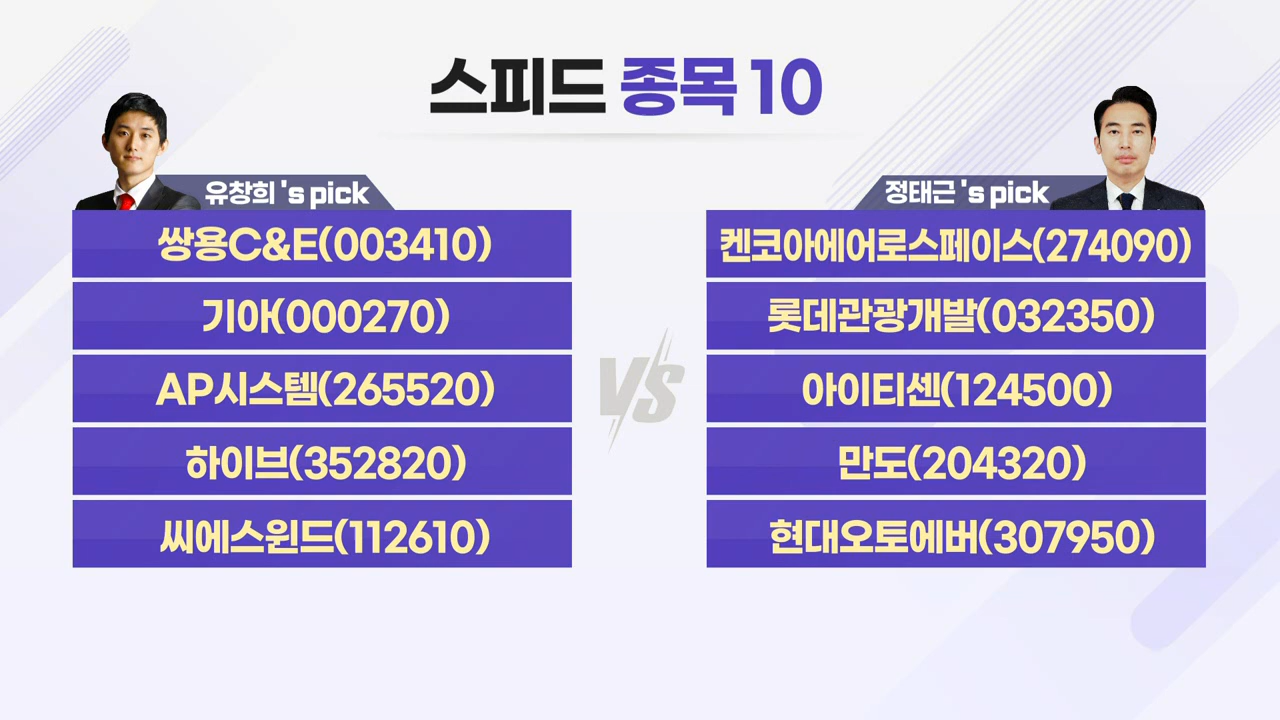 스피드 종목 10
유창희 's pick
쌍용C&E(003410)
기아(000270)
AP시스템(265520)
하이브(352820)
씨에스윈드(112610)
VS
정태근 's pick
켄코아에어로스페이스(274090)
롯데관광개발(032350)
아이티센(124500)
만도(204320)
현대오토에버(307950)